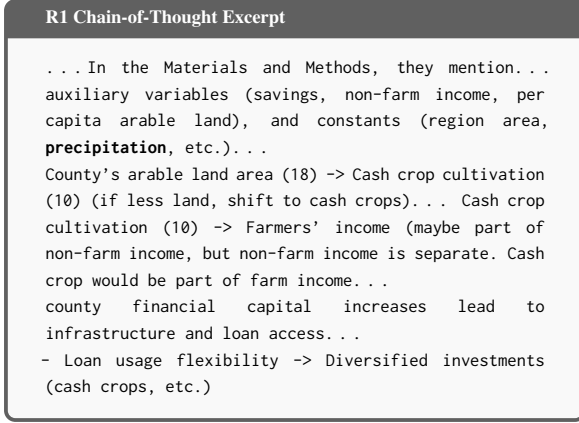 R1 Chain-of-Thought Excerpt
...In the Materials and Methods, they mention...
auxiliary variables (savings, non-farm income, per
capita arable land), and constants (region area,
precipitation, etc.)...
County's arable land area (18) -> Cash crop cultivation
(10) (if less land, shift to cash crops)... Cash crop
cultivation (10) -> Farmers' income (maybe part of
non-farm income, but non-farm income is separate. Cash
crop would be part of farm income...
county financial capital increases lead to
infrastructure and loan access...
- Loan usage flexibility -> Diversified investments
(cash crops, etc.)